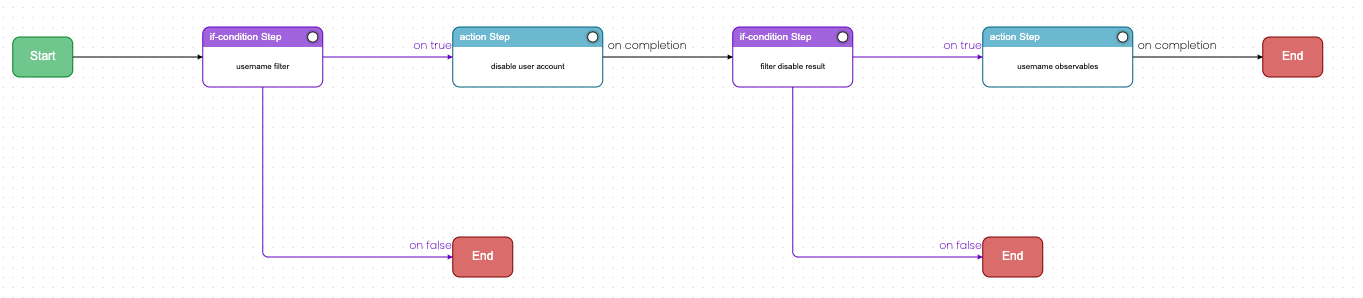 Start
if-condition Step
username filter
on true
action Step
disable user account
on completion
if-condition Step
filter disable result
on true
action Step
username observables
on completion
End
on false
End
on false
End